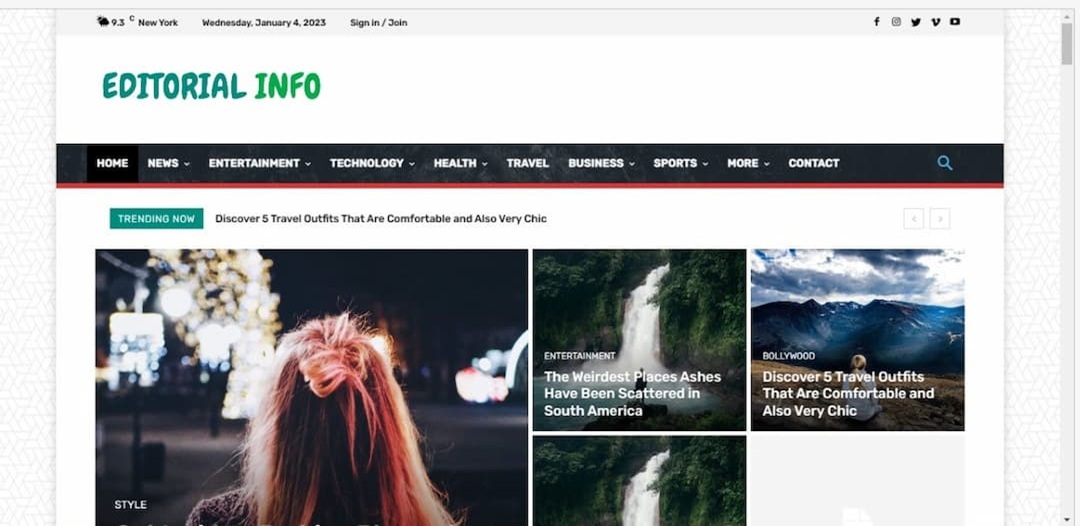 9.3 C New York Wednesday, January 4, 2023 Sign in / Join
EDITORIAL INFO
HOME NEWS ENTERTAINMENT TECHNOLOGY HEALTH TRAVEL BUSINESS SPORTS MORE CONTACT
TRENDING NOW Discover 5 Travel Outfits That Are Comfortable and Also Very Chic
ENTERTAINMENT
The Weirdest Places Ashes
Have Been Scattered in
South America
BOLLYWOOD
Discover 5 Travel Outfits
That Are Comfortable and
Also Very Chic
STYLE